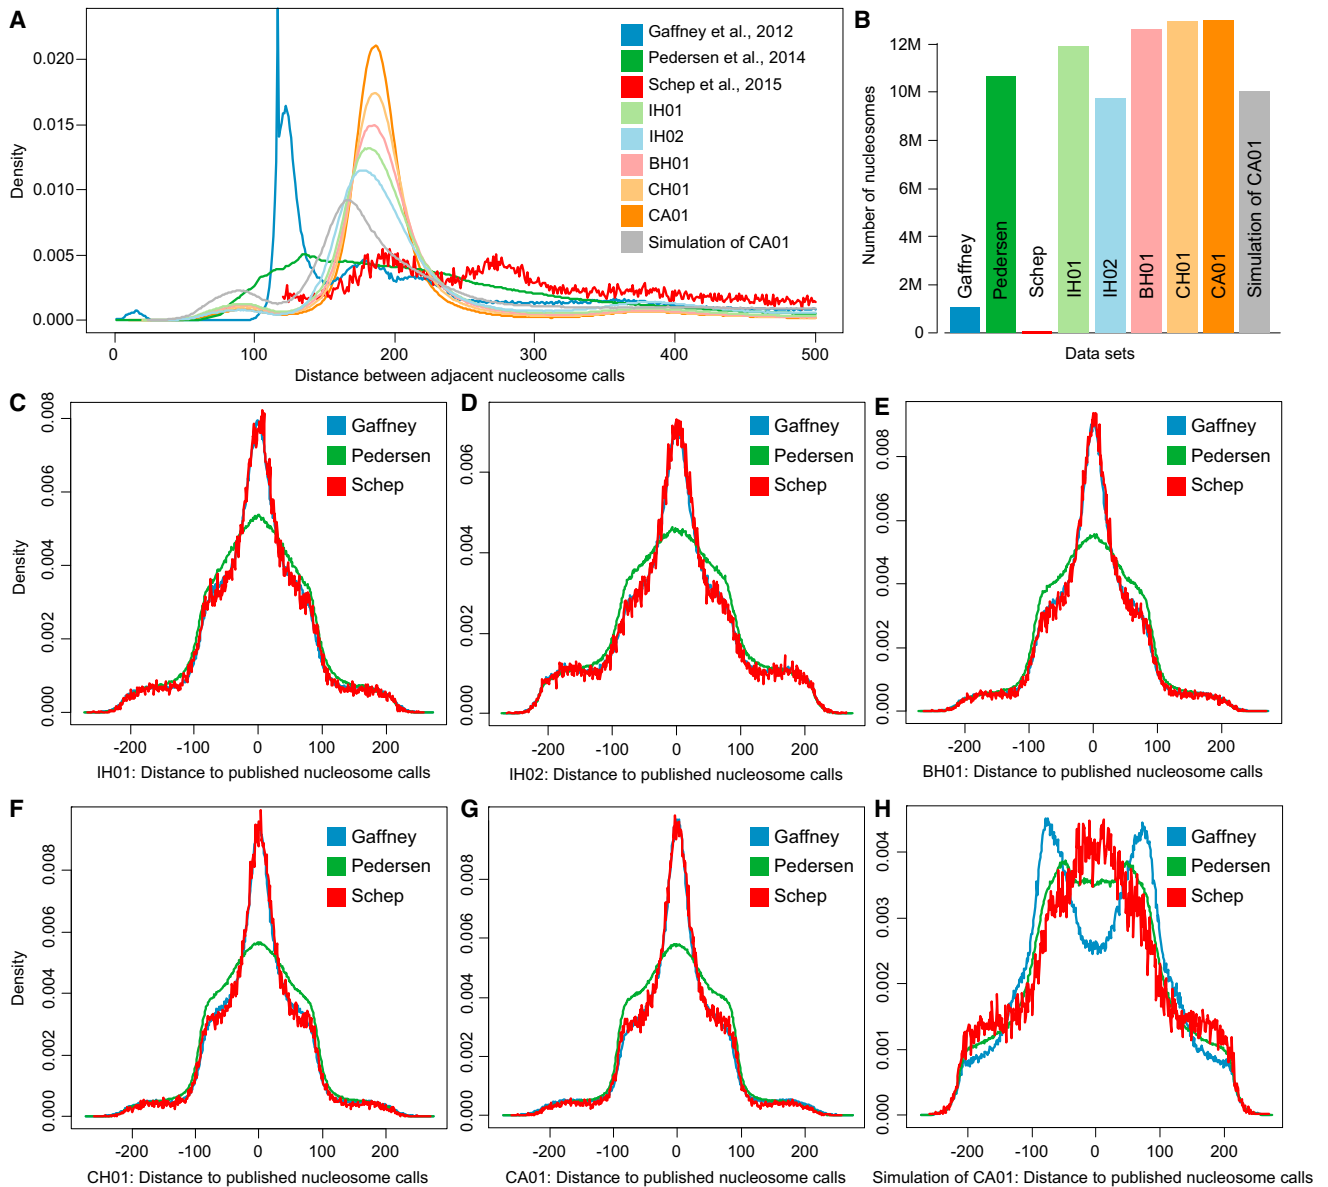 A
0.020
0.015
0.010
0.005
0.000
Density
0
100
200
300
400
500
Distance between adjacent nucleosome calls
Gaffney et al., 2012
Pedersen et al., 2014
Schep et al., 2015
IH01
IH02
BH01
CH01
CA01
Simulation of CA01
B
12M
10M
8M
6M
4M
2M
0
Number of nucleosomes
Gaffney
Pedersen
Schep
IH01
IH02
BH01
CH01
CA01
Simulation of CA01
Data sets
C
0.008
0.006
0.004
0.002
0.000
Density
Gaffney
Pedersen
Schep
-200
-100
0
100
200
IH01: Distance to published nucleosome calls
D
0.006
0.004
0.002
0.000
Gaffney
Pedersen
Schep
-200
-100
0
100
200
IH02: Distance to published nucleosome calls
E
0.008
0.006
0.004
0.002
0.000
Gaffney
Pedersen
Schep
-200
-100
0
100
200
BH01: Distance to published nucleosome calls
F
0.008
0.006
0.004
0.002
0.000
Density
Gaffney
Pedersen
Schep
-200
-100
0
100
200
CH01: Distance to published nucleosome calls
G
0.008
0.006
0.004
0.002
0.000
Gaffney
Pedersen
Schep
-200
-100
0
100
200
CA01: Distance to published nucleosome calls
H
0.004
0.003
0.002
0.001
0.000
Gaffney
Pedersen
Schep
-200
-100
0
100
200
Simulation of CA01: Distance to published nucleosome calls